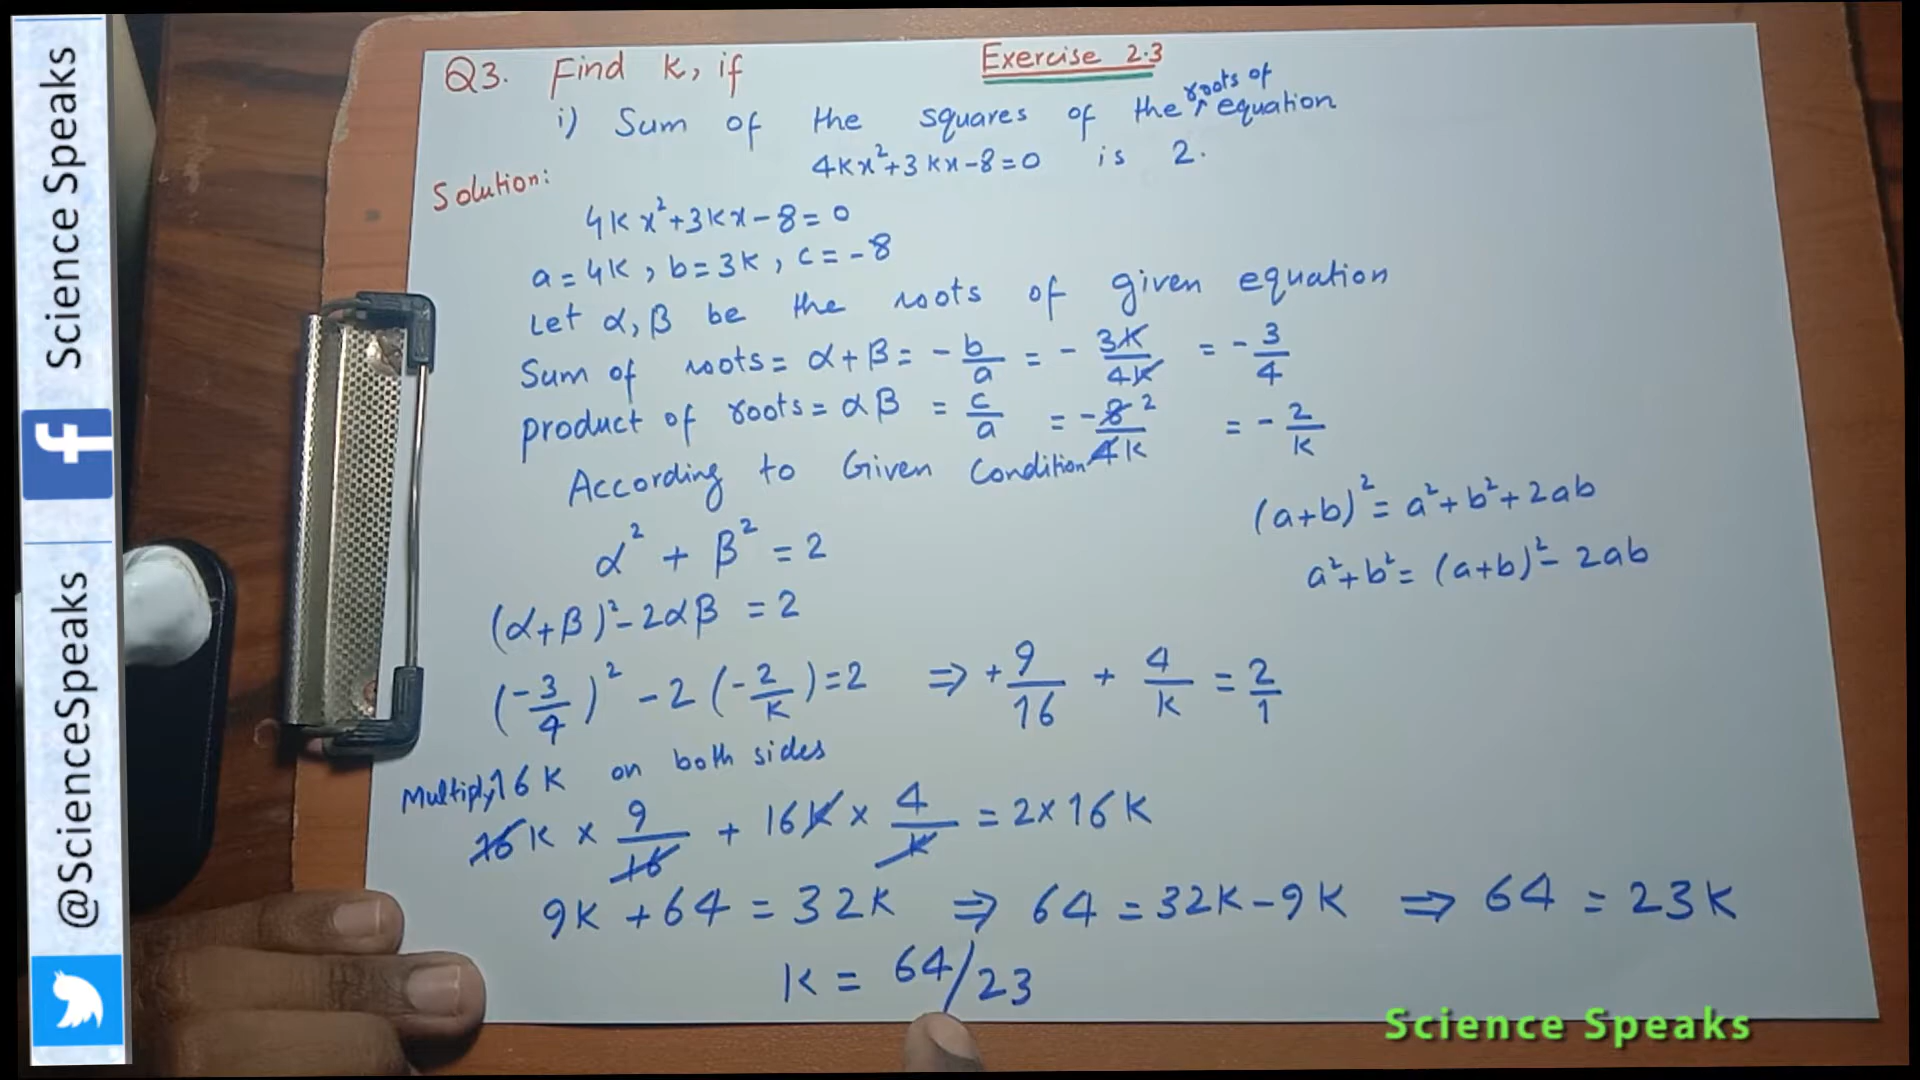 Q3. Find k, if
Exercise 2.3
i) Sum of the squares of the roots of equation
4kx²+3kx-8=0 is 2.
Solution:
4kx²+3kx-8=0
a=4k, b=3k, c=-8
Let α, β be the roots of given equation
Sum of roots = α+β = -b/a = -3k/4k = -3/4
product of roots = αβ = c/a = -8 2/4k = -2/k
According to Given Condition
(a+b)²= a²+b²+2ab
α² + β² = 2
a²+b²= (a+b)²- 2ab
(α+β)²-2αβ = 2
(-3/4)² -2(-2/k)=2 ⇒ +9/16 + 4/k = 2/1
Multiply 16k on both sides
16k × 9/16 + 16k × 4/k = 2×16k
9k +64 = 32k ⇒ 64 = 32k-9k ⇒ 64 = 23k
k = 64/23
Science Speaks
@ScienceSpeaks
f
Science Speaks